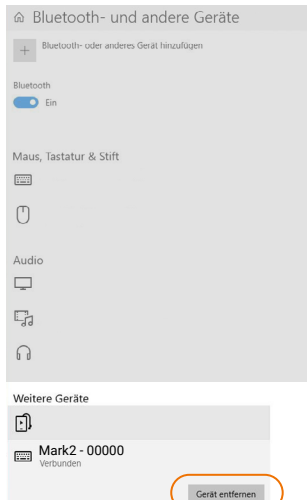 Bluetooth- und andere Geräte
Bluetooth- oder anderes Gerät hinzufügen
Bluetooth
Ein
Maus, Tastatur & Stift
Audio
Weitere Geräte
Mark2 - 00000
Verbunden
Gerät entfernen